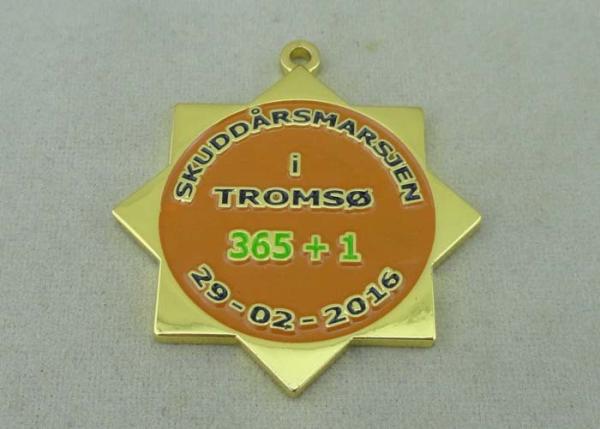 SKUDDÅRSMARSJEN
i
TROMSØ
365 + 1
29-02-2016